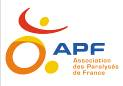 APF
Association
des Paralysés
de France